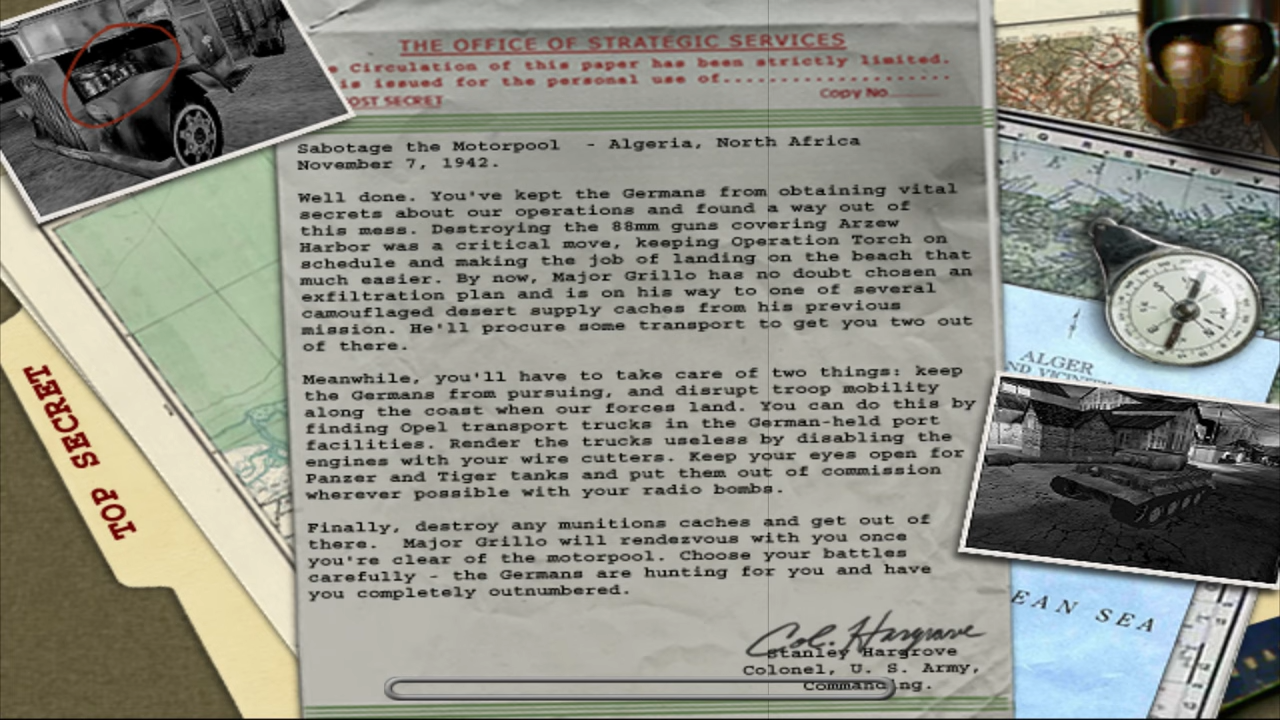 THE OFFICE OF STRATEGIC SERVICES
e Circulation of this paper has been strictly limited.
is issued for the personal use of....................
OST SECRET
Copy No........
Sabotage the Motorpool - Algeria, North Africa
November 7, 1942.
Well done. You've kept the Germans from obtaining vital
secrets about our operations and found a way out of
this mess. Destroying the 88mm guns covering Arzew
Harbor was a critical move, keeping Operation Torch on
schedule and making the job of landing on the beach that
much easier. By now, Major Grillo has no doubt chosen an
exfiltration plan and is on his way to one of several
camouflaged desert supply caches from his previous
mission. He'll procure some transport to get you two out
of there.
Meanwhile, you'll have to take care of two things: keep
the Germans from pursuing, and disrupt troop mobility
along the coast when our forces land. You can do this by
finding Opel transport trucks in the German-held port
facilities. Render the trucks useless by disabling the
engines with your wire cutters. Keep your eyes open for
Panzer and Tiger tanks and put them out of commission
wherever possible with your radio bombs.
Finally, destroy any munitions caches and get out of
there. Major Grillo will rendezvous with you once
you're clear of the motorpool. Choose your battles
carefully - the Germans are hunting for you and have
you completely outnumbered.
Col. Hargrove
Stanley Hargrove
Colonel, U. S. Army,
Commanding.
TOP SECRET
ALGER
ND VICINITY
EAN SEA